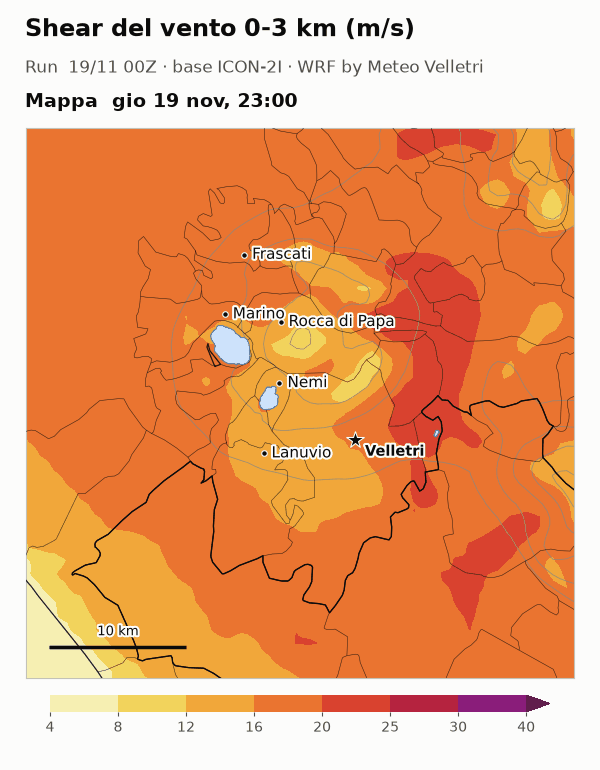 Shear del vento 0-3 km (m/s)
Run  19/11 00Z · base ICON-2I · WRF by Meteo Velletri
Mappa  gio 19 nov, 23:00
Frascati
Marino
Rocca di Papa
Nemi
Velletri
Lanuvio
10 km
4 8 12 16 20 25 30 40